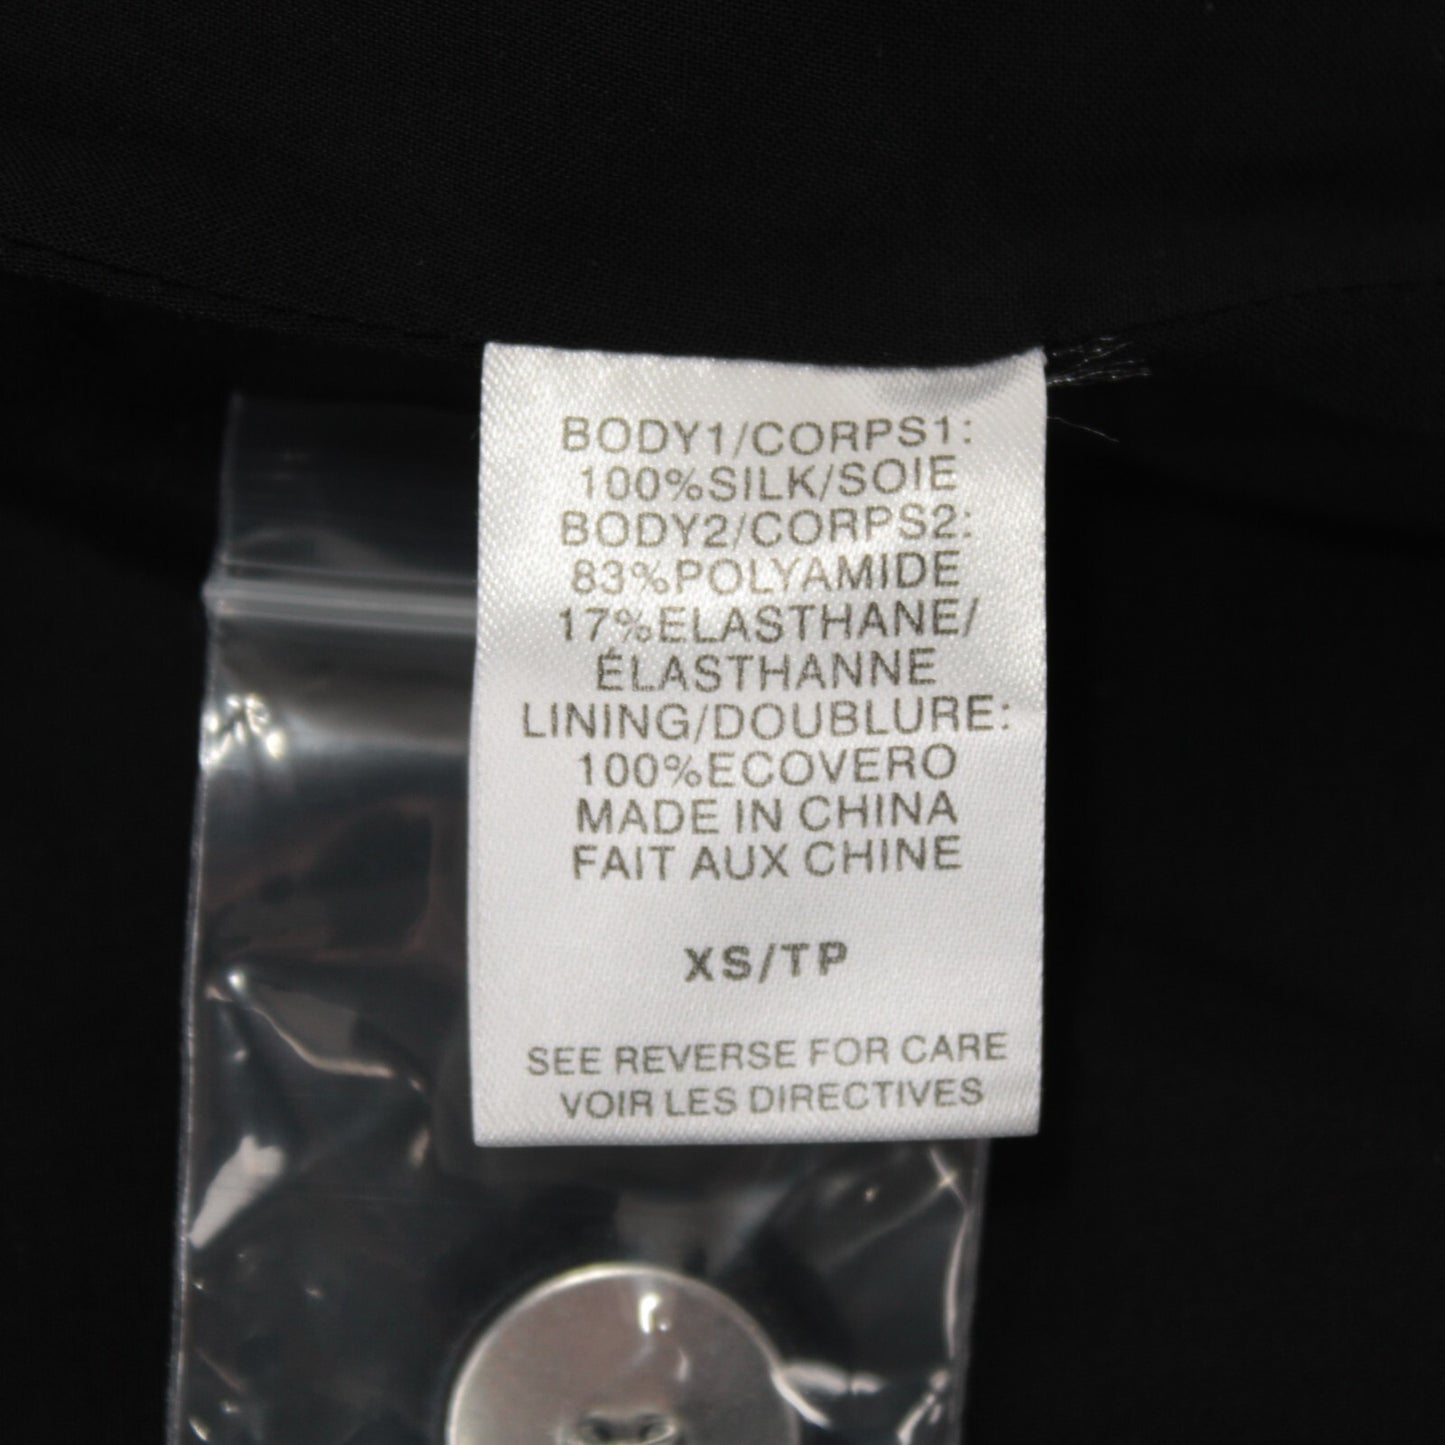 BODY1/CORPS1:
100%SILK/SOIE
BODY2/CORPS2:
83%POLYAMIDE
17%ELASTHANE/
ÉLASTHANNE
LINING/DOUBLURE:
100%ECOVERO
MADE IN CHINA
FAIT AUX CHINE
XS/TP
SEE REVERSE FOR CARE
VOIR LES DIRECTIVES